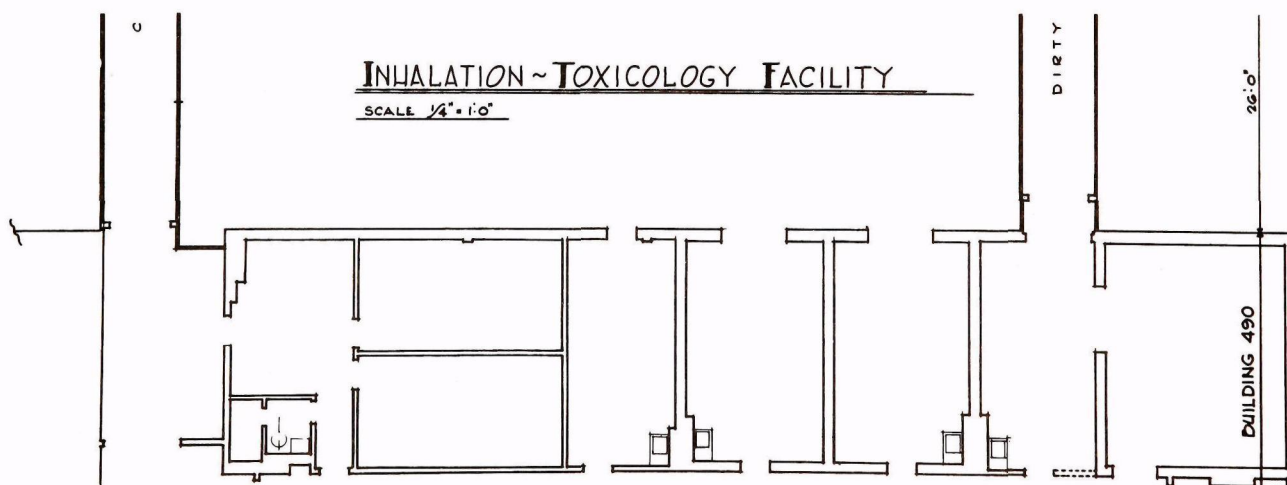 C
INHALATION ~ TOXICOLOGY FACILITY
SCALE 1/4" = 1'-0"
DIRTY
26'-0"
BUILDING 490